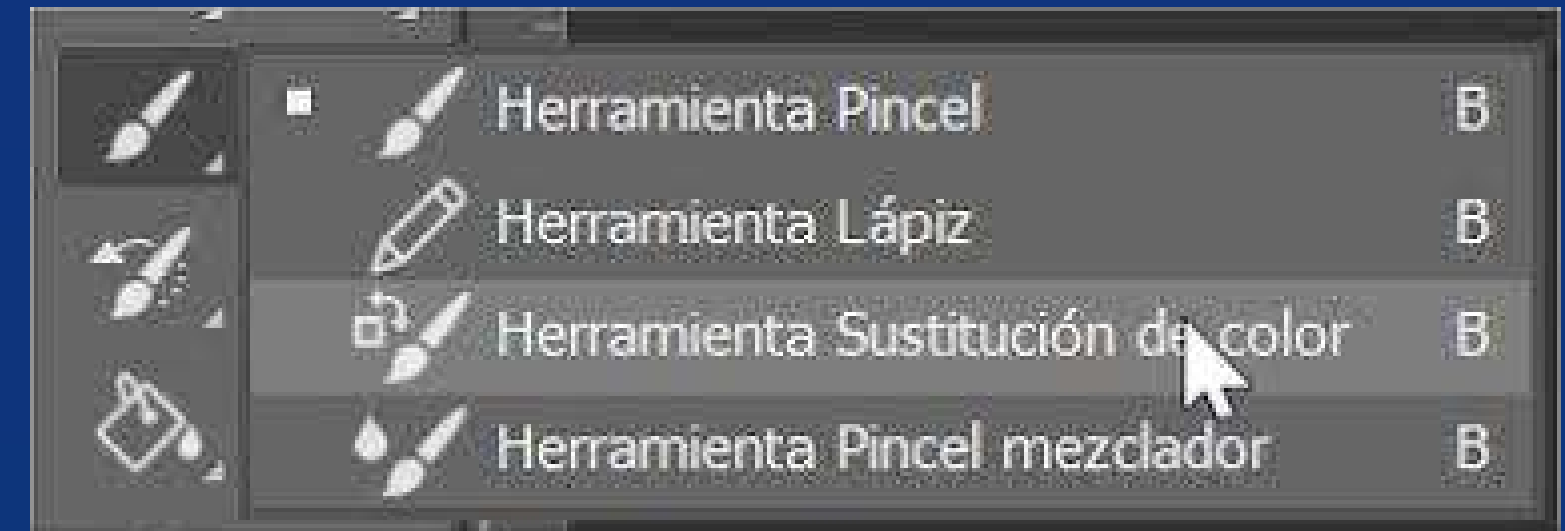 Herramienta Pincel B
Herramienta Lápiz B
Herramienta Sustitución de color B
Herramienta Pincel mezclador B